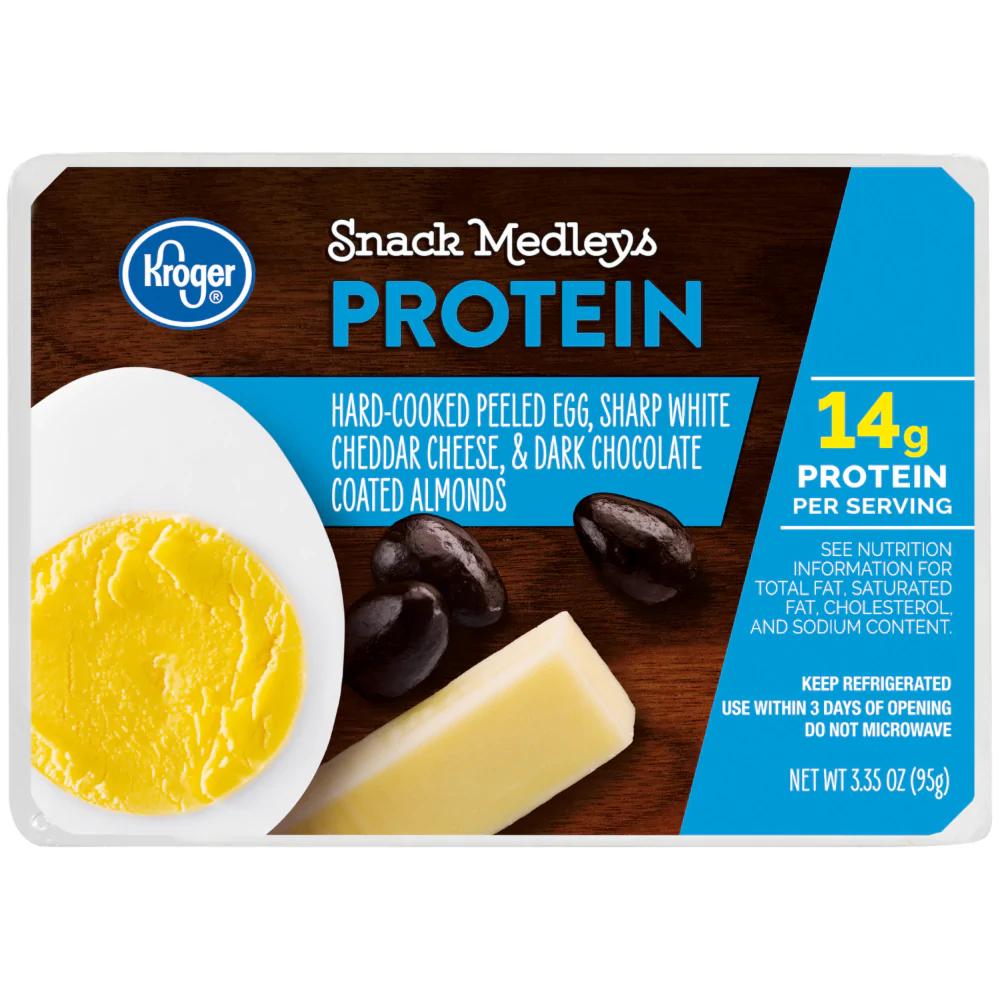 Kroger®
Snack Medleys
PROTEIN
HARD-COOKED PEELED EGG, SHARP WHITE
CHEDDAR CHEESE, & DARK CHOCOLATE
COATED ALMONDS
14g
PROTEIN
PER SERVING
SEE NUTRITION
INFORMATION FOR
TOTAL FAT, SATURATED
FAT, CHOLESTEROL,
AND SODIUM CONTENT.
KEEP REFRIGERATED
USE WITHIN 3 DAYS OF OPENING
DO NOT MICROWAVE
NET WT 3.35 OZ (95g)